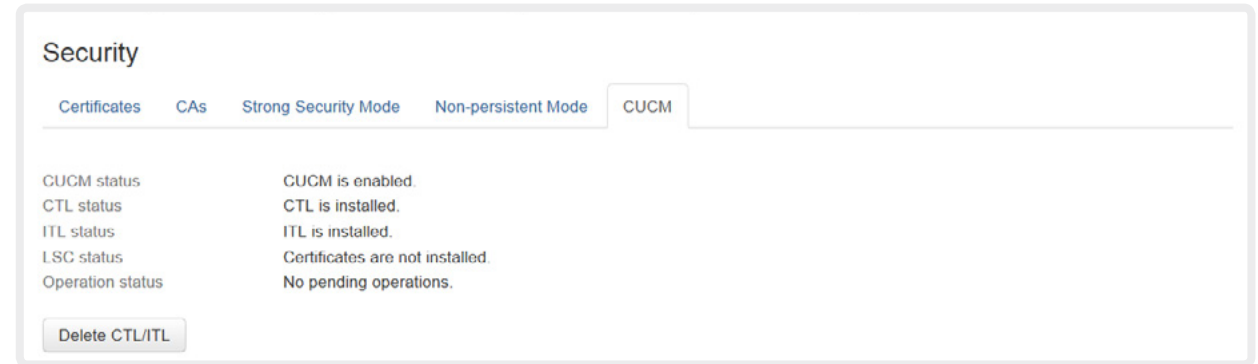 Security
Certificates CAs Strong Security Mode Non-persistent Mode CUCM
CUCM status CUCM is enabled.
CTL status CTL is installed.
ITL status ITL is installed.
LSC status Certificates are not installed.
Operation status No pending operations.
Delete CTL/ITL